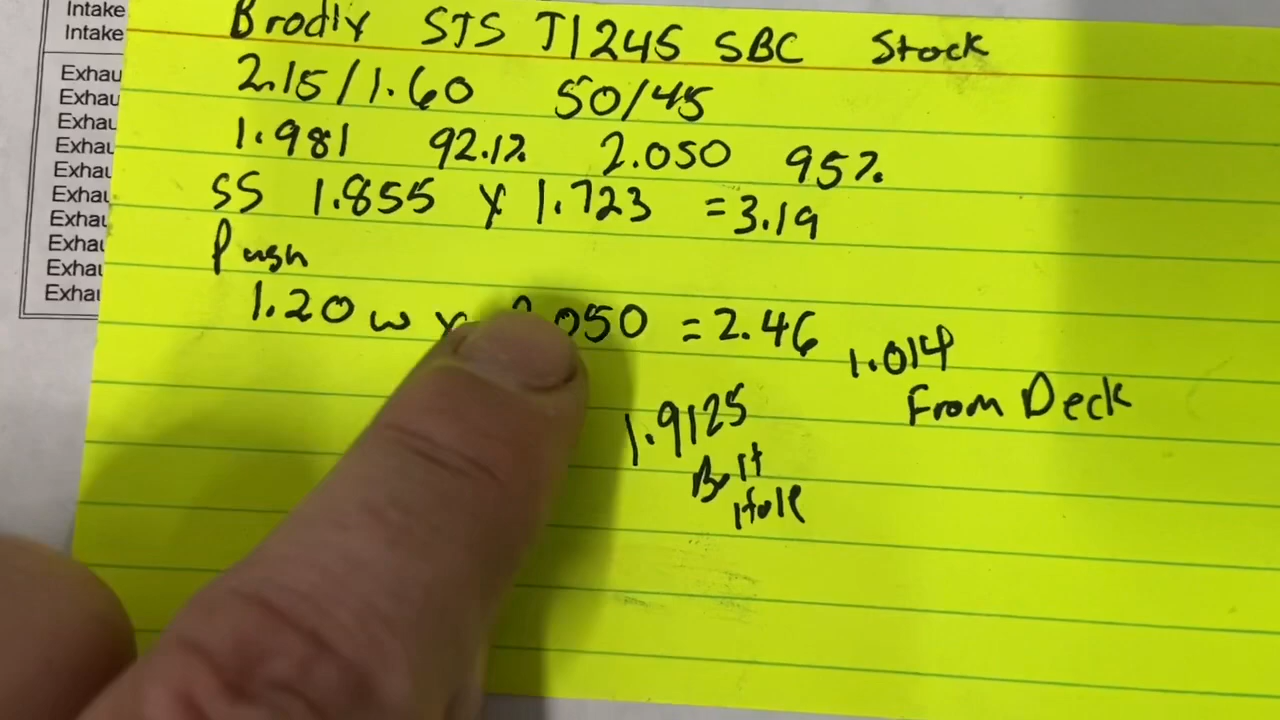 Intake
Intake
Exhau
Exhau
Exhau
Exhau
Exhau
Exhau
Exhau
Exhau
Exhau
Exhau
Brodix STS T1245 SBC Stock
2.15/1.60 50/45
1.981 92.1% 2.050 95%
SS 1.855 x 1.723 = 3.19
Push
1.20 w x 2.050 = 2.46
1.014
From Deck
1.9125
Bolt
Hole